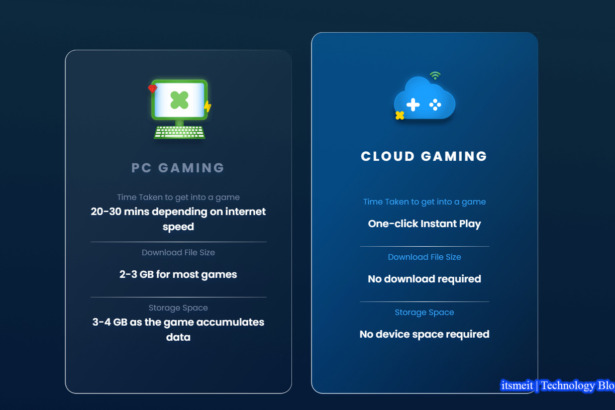 PC GAMING
Time Taken to get into a game
20-30 mins depending on internet
speed
Download File Size
2-3 GB for most games
Storage Space
3-4 GB as the game accumulates
data
CLOUD GAMING
Time Taken to get into a game
One-click Instant Play
Download File Size
No download required
Storage Space
No device space required
itsmeit | Technology Blo